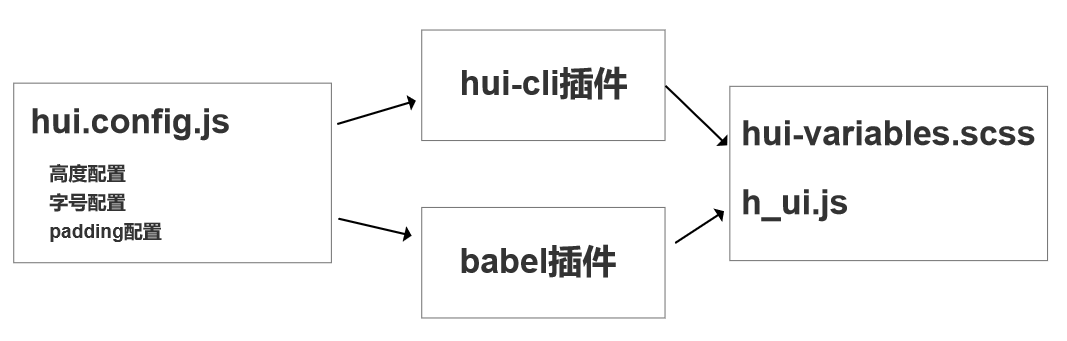 hui.config.js
高度配置
字号配置
padding配置
hui-cli插件
babel插件
hui-variables.scss
h_ui.js